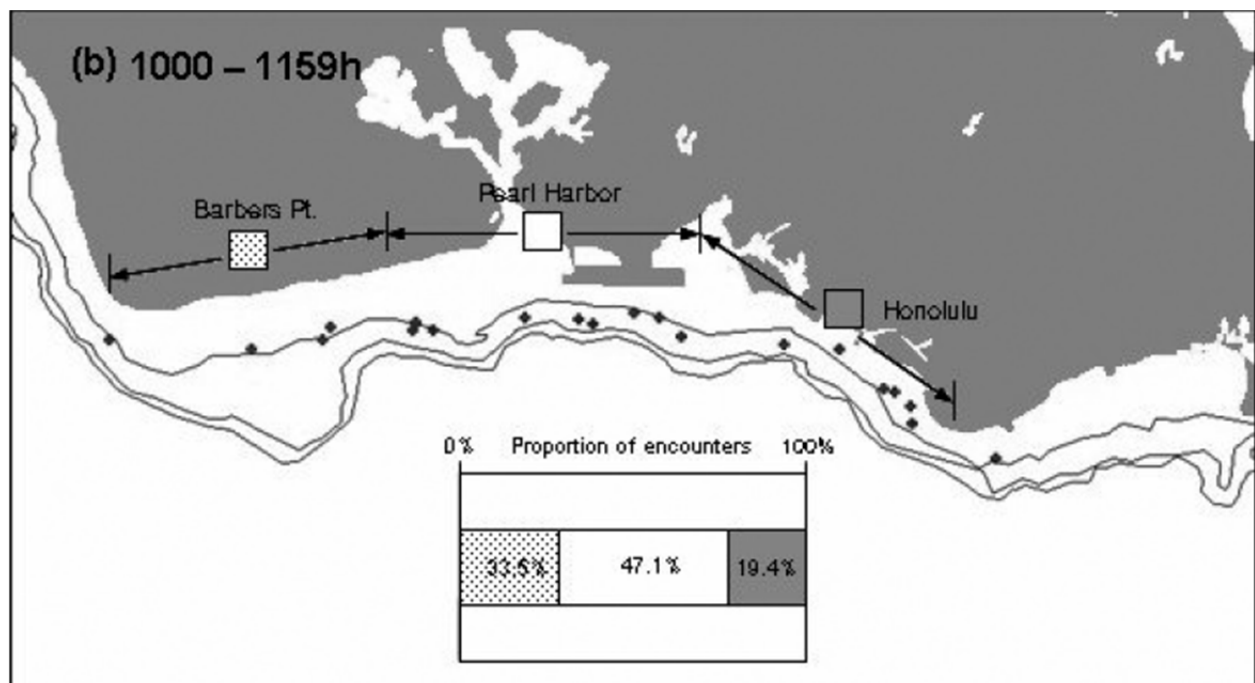 (b) 1000 – 1159h
Pearl Harbor
Barbers Pt.
Honolulu
0% Proportion of encounters 100%
33.5% 47.1% 19.4%